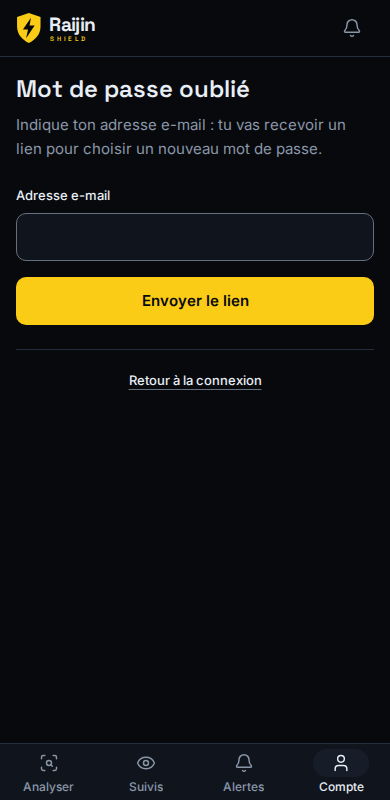 Raijin
SHIELD
Mot de passe oublié
Indique ton adresse e-mail : tu vas recevoir un
lien pour choisir un nouveau mot de passe.
Adresse e-mail
Envoyer le lien
Retour à la connexion
Analyser
Suivis
Alertes
Compte